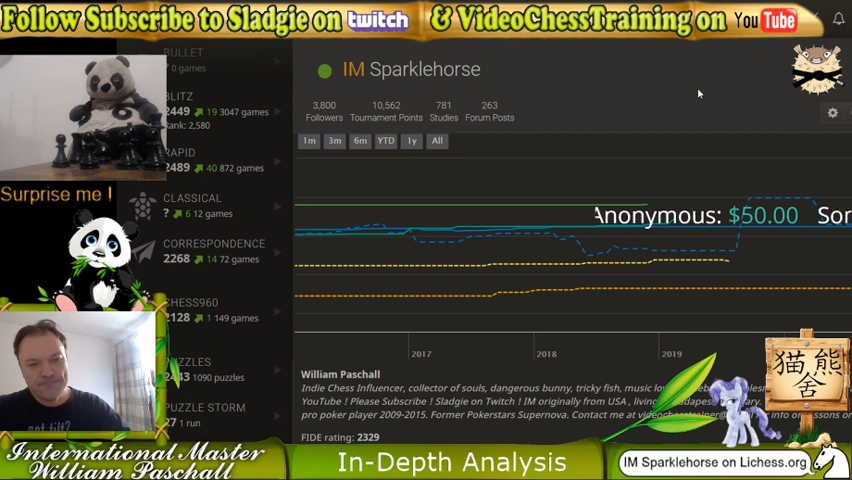 Follow Subscribe to Sladgie on twitch & VideoChessTraining on YouTube
BULLET
? 0 games
BLITZ
2449 19 3047 games
Rank: 2,580
RAPID
2489 40 872 games
Surprise me !
CLASSICAL
? 6 12 games
CORRESPONDENCE
2268 14 72 games
CHESS960
2128 1 149 games
PUZZLES
2443 1090 puzzles
PUZZLE STORM
27 1 run
IM Sparklehorse
3,800 10,562 781 263
Followers Tournament Points Studies Forum Posts
1m 3m 6m YTD 1y All
Anonymous: $50.00 Sor
2017 2018 2019
猫熊舍
William Paschall
Indie Chess Influencer, collector of souls, dangerous bunny, tricky fish, music
YouTube ! Please Subscribe ! Sladgie on Twitch ! IM originally from USA ,
pro poker player 2009-2015. Former Pokerstars Supernova. Contact me at
FIDE rating: 2329
International Master
William Paschall
In-Depth Analysis
IM Sparklehorse on Lichess.org